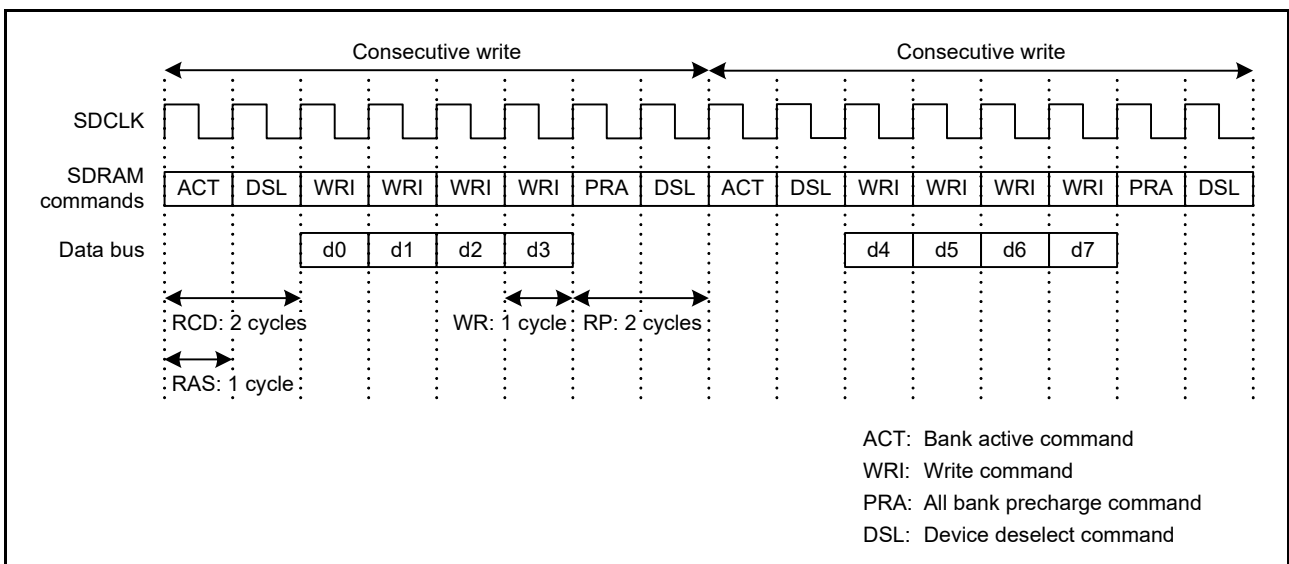 Consecutive write Consecutive write
SDCLK
SDRAM commands ACT DSL WRI WRI WRI WRI PRA DSL ACT DSL WRI WRI WRI WRI PRA DSL
Data bus d0 d1 d2 d3 d4 d5 d6 d7
RCD: 2 cycles WR: 1 cycle RP: 2 cycles
RAS: 1 cycle
ACT: Bank active command
WRI: Write command
PRA: All bank precharge command
DSL: Device deselect command